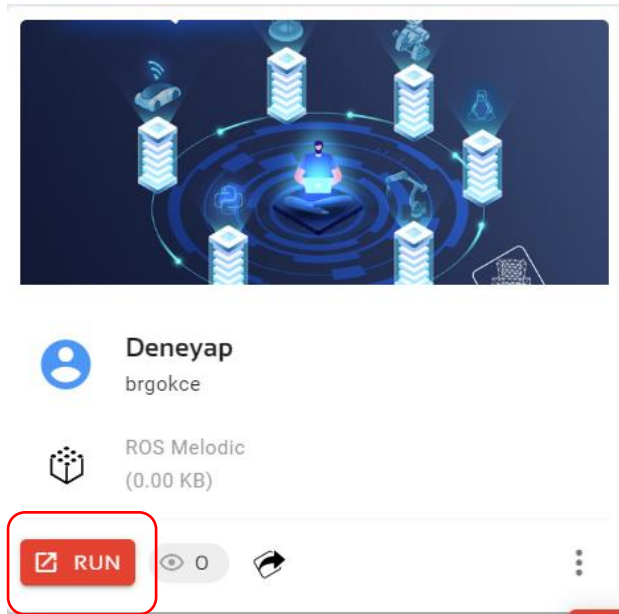 Deneyap
brgokce
ROS Melodic
(0.00 KB)
RUN
0